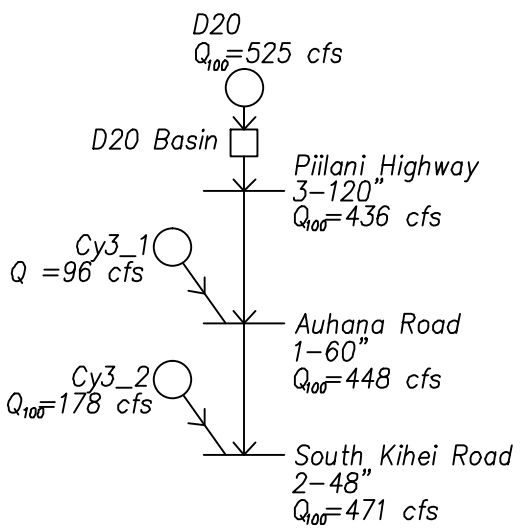 D20
Q100=525 cfs
D20 Basin
Piilani Highway
3-120"
Q100=436 cfs
Cy3_1
Q =96 cfs
Auhana Road
1-60"
Q100=448 cfs
Cy3_2
Q100=178 cfs
South Kihei Road
2-48"
Q100=471 cfs